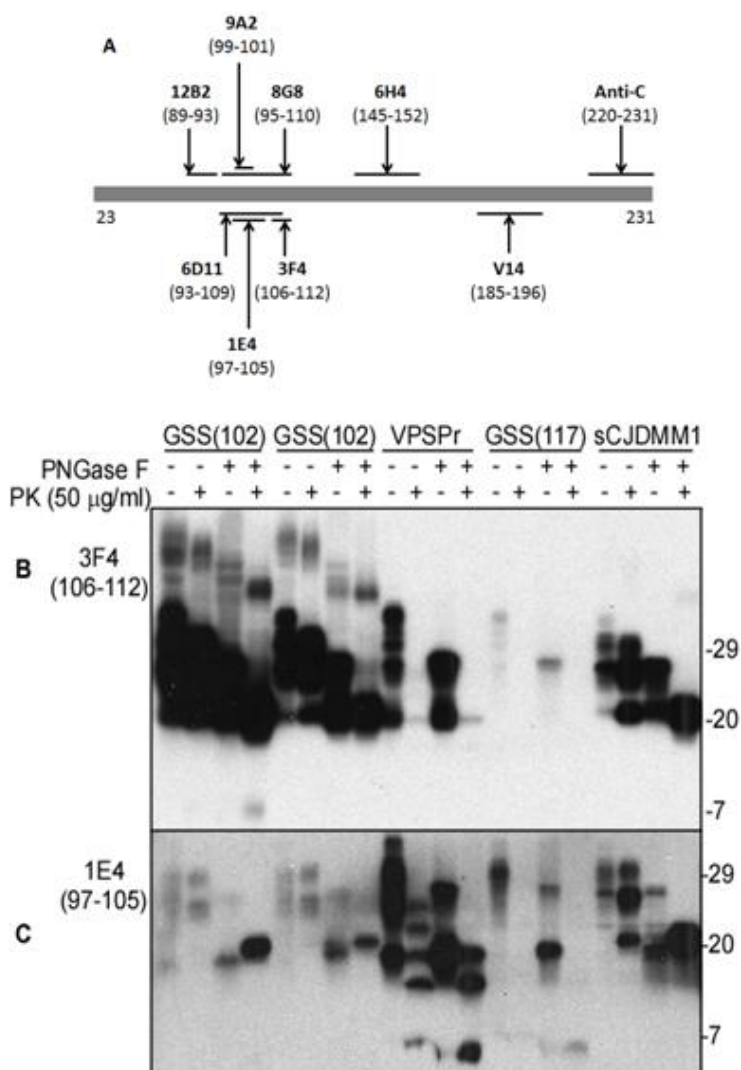 A
9A2
(99-101)
12B2
(89-93)
8G8
(95-110)
6H4
(145-152)
Anti-C
(220-231)
23
231
6D11
(93-109)
3F4
(106-112)
V14
(185-196)
1E4
(97-105)
GSS(102) GSS(102) VPSPr GSS(117) sCJDMM1
PNGase F - - + + - - + + - - + + - - + + - - + +
PK (50 μg/ml) - + - + - + - + - + - + - + - + - + - +
B
3F4
(106-112)
-29
-20
-7
C
1E4
(97-105)
-29
-20
-7